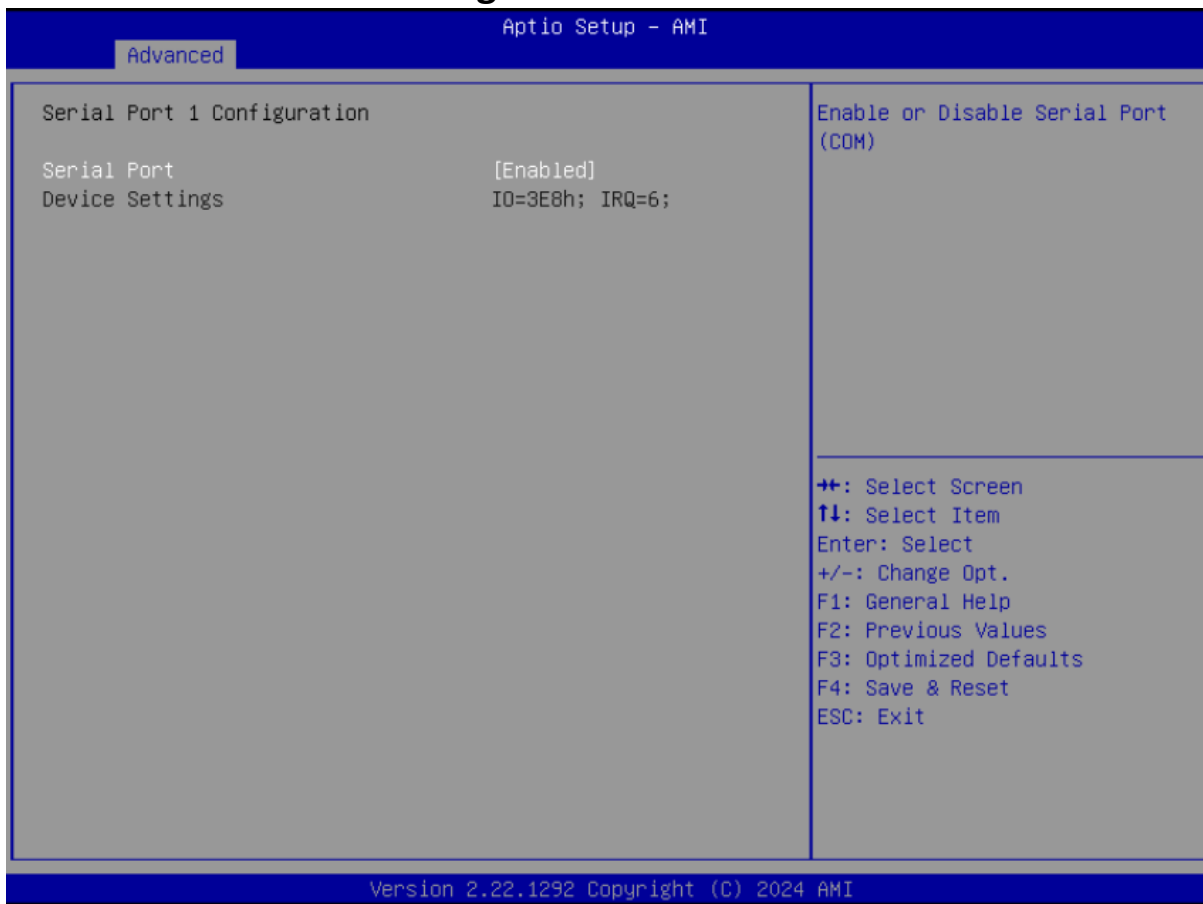 Aptio Setup – AMI
Advanced
Serial Port 1 Configuration
Serial Port [Enabled]
Device Settings IO=3E8h; IRQ=6;
Enable or Disable Serial Port
(COM)
→←: Select Screen
↑↓: Select Item
Enter: Select
+/-: Change Opt.
F1: General Help
F2: Previous Values
F3: Optimized Defaults
F4: Save & Reset
ESC: Exit
Version 2.22.1292 Copyright (C) 2024 AMI